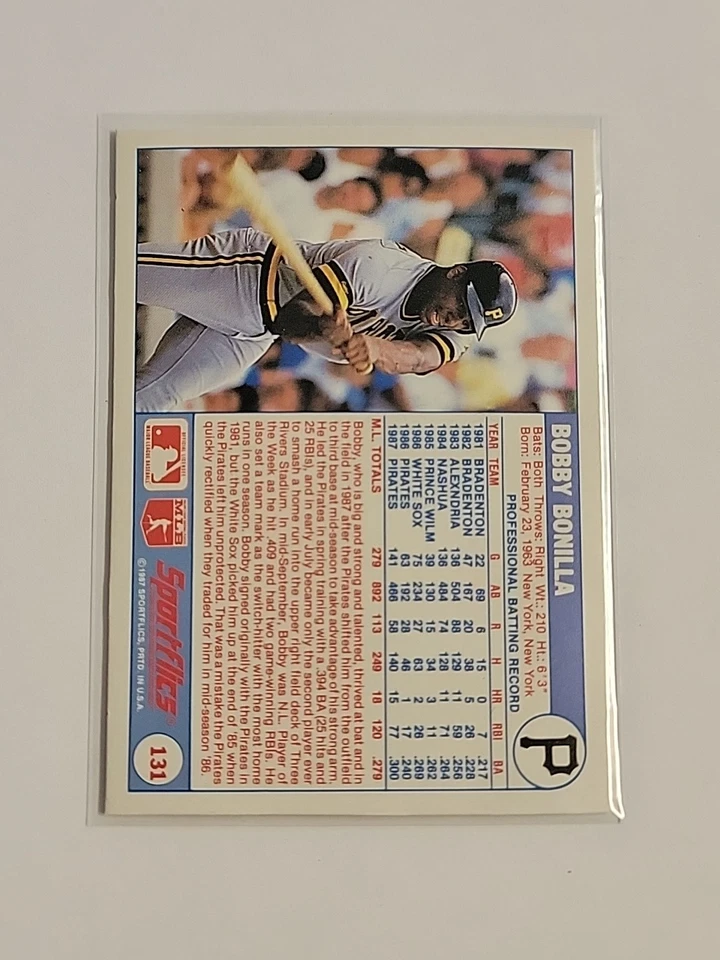 BOBBY BONILLA
Bats: Both Throws: Right Wt.: 210 Ht.: 6'3"
Born: February 23, 1963 New York, New York
P
PROFESSIONAL BATTING RECORD
YEAR TEAM G AB R H HR RBI BA
1981 BRADENTON 22 69 6 15 0 7 .217
1982 BRADENTON 47 167 20 38 5 26 .228
1983 ALEXNDRIA 136 504 88 129 11 59 .256
1984 NASHUA 136 484 74 128 11 71 .264
1985 PRINCE WILM 39 130 15 34 3 11 .262
1986 WHITE SOX 75 234 27 63 2 26 .269
1986 PIRATES 63 192 28 46 1 17 .240
1987 PIRATES 141 466 58 140 15 77 .300
M.L. TOTALS 279 892 113 249 18 120 .279
Bobby, who is big and strong and talented, thrived at bat and in
the field in 1987 after the Pirates shifted him from the outfield
to third base at mid-season to take advantage of his strong arm.
He led the Pirates in spring training with a .394 BA (25 hits and
25 RBIs), and in early July became only the second player ever
to smash a home run into the upper right field deck of Three
Rivers Stadium. In mid-September, Bobby was N.L. Player of
the Week as he hit .409 and had two game-winning RBIs. He
also set a team mark as the switch-hitter with the most home
runs in one season. Bobby signed originally with the Pirates in
1981, but the White Sox picked him up at the end of '85 when
the Pirates left him unprotected. That was a mistake the Pirates
quickly rectified when they traded for him in mid-season '86.
OFFICIAL LICENSEE
MAJOR LEAGUE BASEBALL
MLB
Sportflics
© 1987 SPORTFLICS, PRTD. IN U.S.A.
131
P